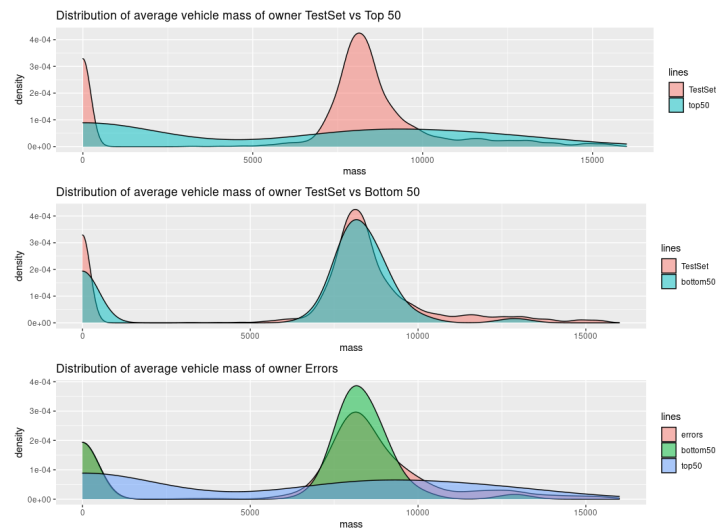 Distribution of average vehicle mass of owner TestSet vs Top 50
4e-04
3e-04
2e-04
1e-04
0e+00
density
0
5000
10000
15000
mass
lines
TestSet
top50
Distribution of average vehicle mass of owner TestSet vs Bottom 50
4e-04
3e-04
2e-04
1e-04
0e+00
density
0
5000
10000
15000
mass
lines
TestSet
bottom50
Distribution of average vehicle mass of owner Errors
4e-04
3e-04
2e-04
1e-04
0e+00
density
0
5000
10000
15000
mass
lines
errors
bottom50
top50